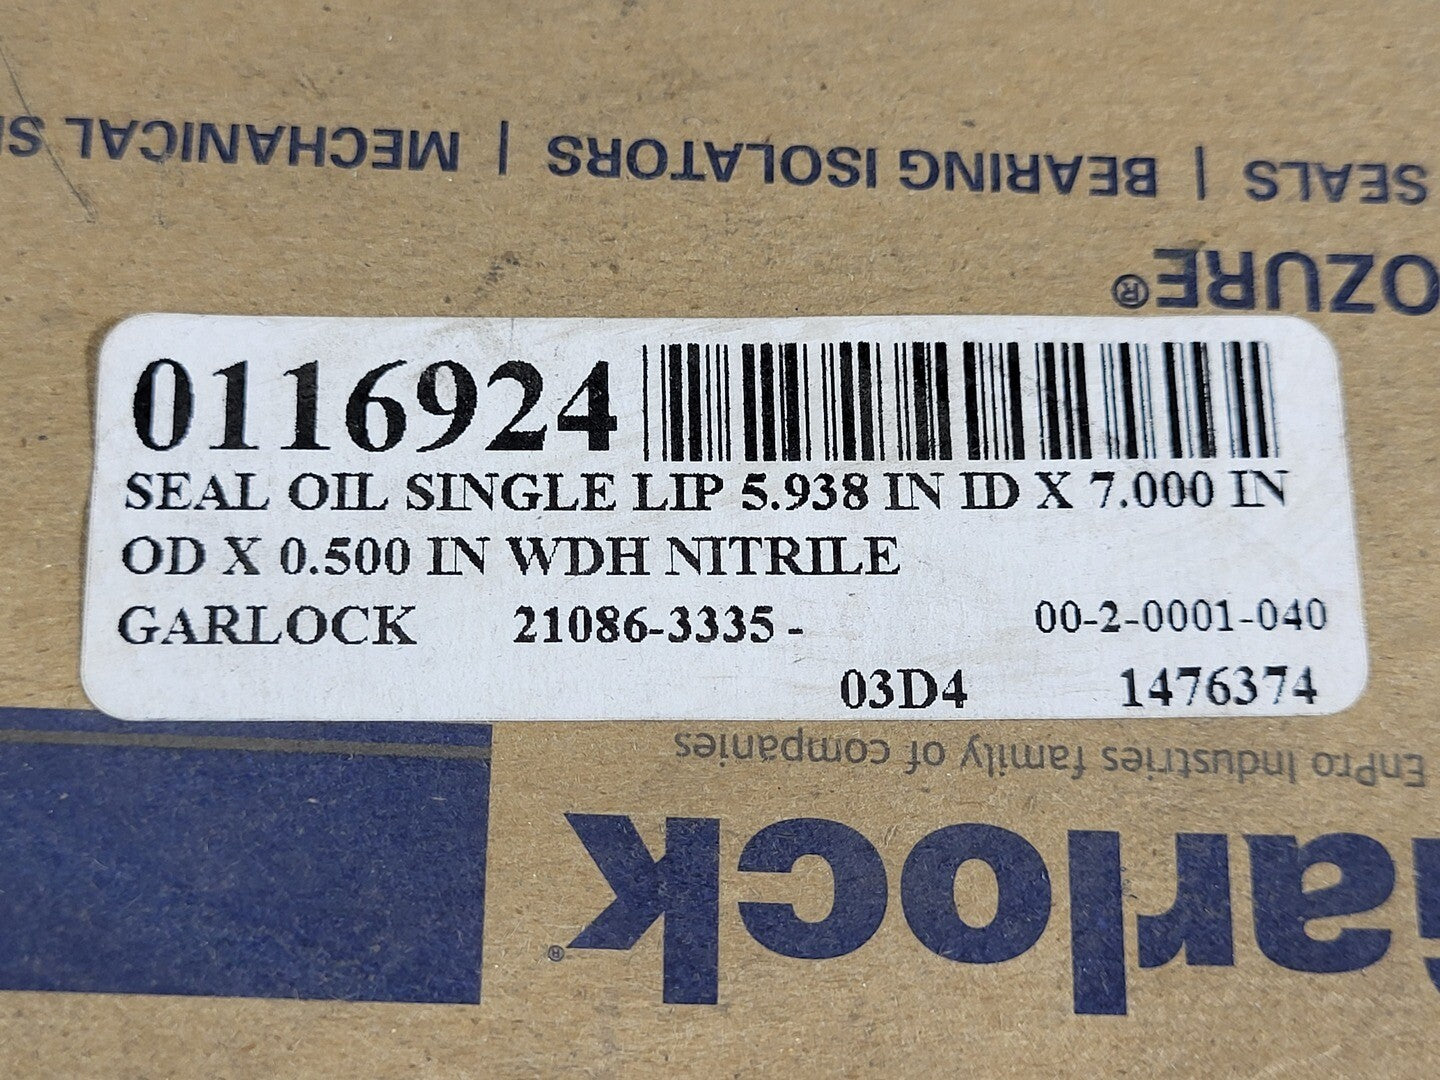 MECHANICAL
| BEARING ISOLATORS |
SEALS
OZURE®
0116924
SEAL OIL SINGLE LIP 5.938 IN ID X 7.000 IN
OD X 0.500 IN WDH NITRILE
GARLOCK 21086-3335 - 00-2-0001-040
03D4 1476374
EnPro Industries family of companies
arlock®